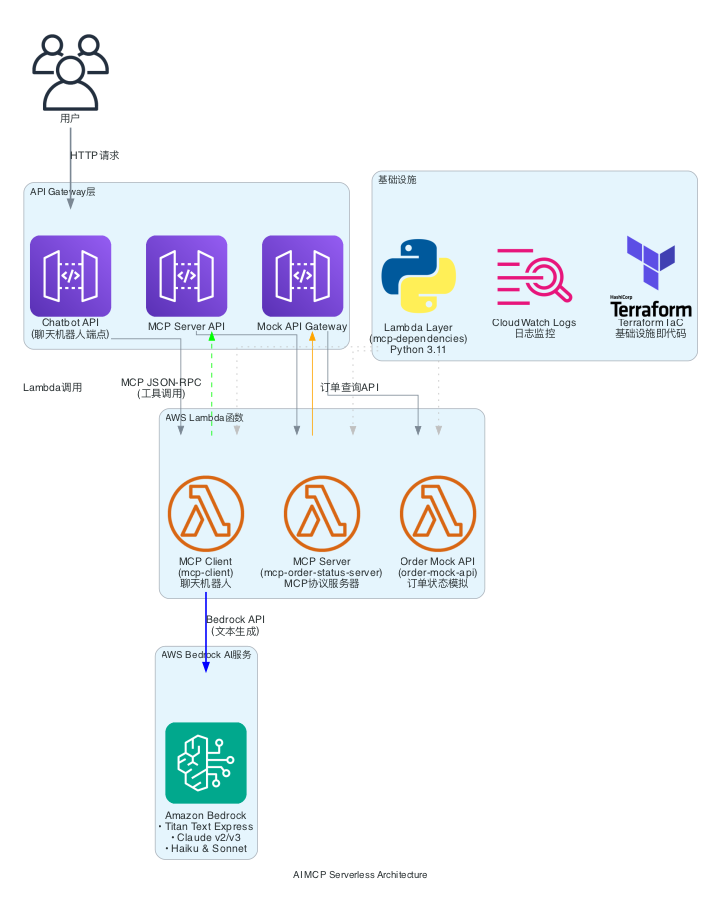 用户
HTTP 请求
API Gateway层
Chatbot API
(聊天机器人端点)
MCP Server API
Mock API Gateway
基础设施
Lambda Layer
(mcp-dependencies)
Python 3.11
CloudWatch Logs
日志监控
HashiCorp
Terraform
Terraform IaC
基础设施即代码
Lambda调用
MCP JSON-RPC
(工具调用)
订单查询API
AWS Lambda函数
MCP Client
(mcp-client)
聊天机器人
MCP Server
(mcp-order-status-server)
MCP协议服务器
Order Mock API
(order-mock-api)
订单状态模拟
Bedrock API
(文本生成)
AWS Bedrock AI服务
Amazon Bedrock
• Titan Text Express
• Claude v2/v3
• Haiku & Sonnet
AI MCP Serverless Architecture